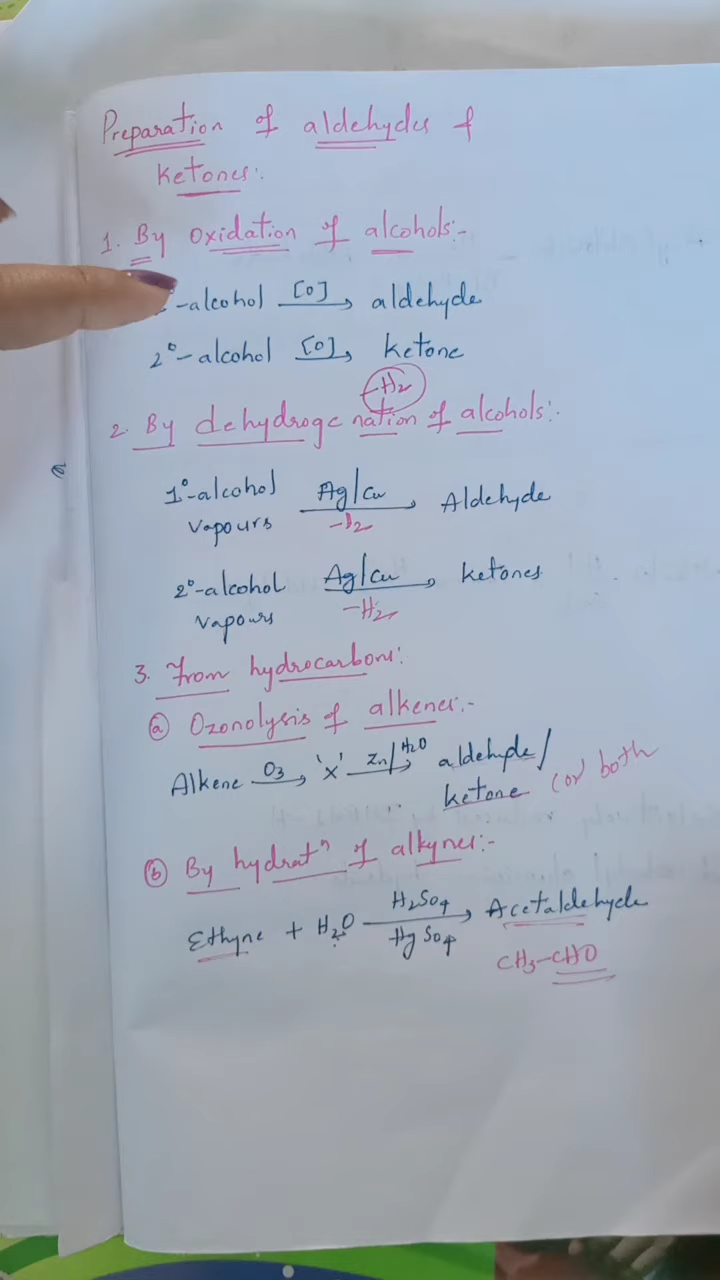 Preparation of aldehydes &
ketones:
1. By Oxidation of alcohols:-
-alcohol [O] aldehyde
2°-alcohol [O] ketone
-H2
2. By dehydrogenation of alcohols:-
1°-alcohol vapours Ag/Cu -H2 Aldehyde
2°-alcohol vapours Ag/Cu -H2 ketones
3. From hydrocarbons:
(a) Ozonolysis of alkenes:-
Alkene O3 'X' Zn/H2O aldehyde/
ketone (or) both
(b) By hydratn of alkynes:-
Ethyne + H2O H2SO4 HgSO4 Acetaldehyde
CH3-CHO